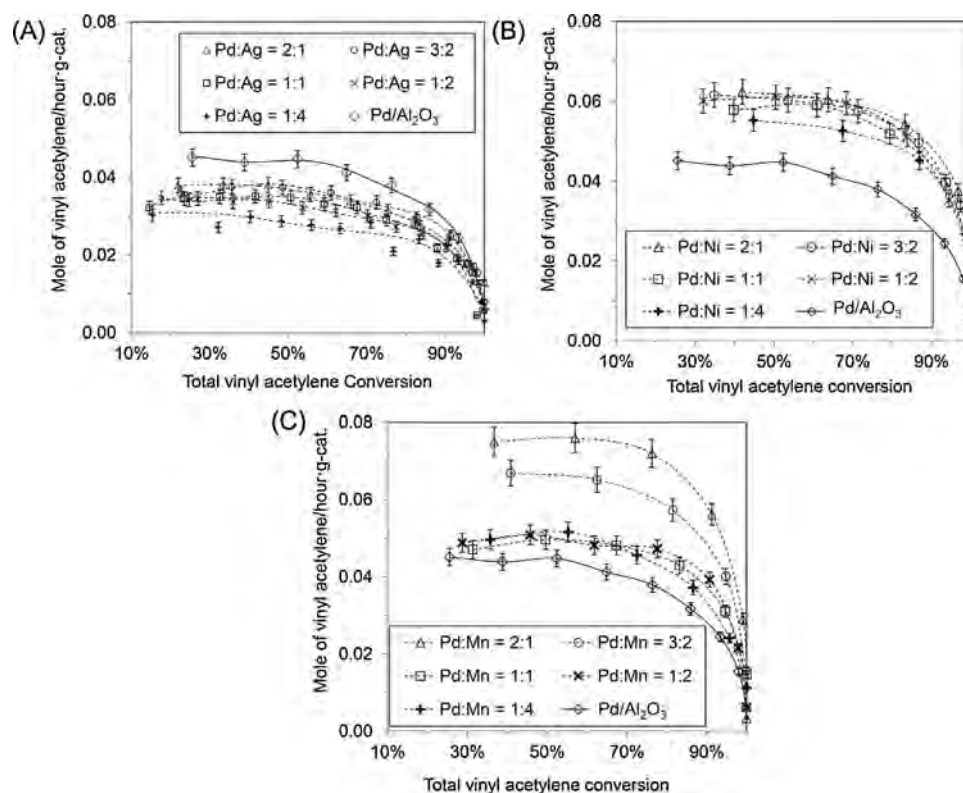 (A)
Mole of vinyl acetylene/hour·g-cat.
0.08
0.06
0.04
0.02
0.00
Pd:Ag = 2:1 Pd:Ag = 3:2
Pd:Ag = 1:1 Pd:Ag = 1:2
Pd:Ag = 1:4 Pd/Al₂O₃
10% 30% 50% 70% 90%
Total vinyl acetylene Conversion
(B)
Mole of vinyl acetylene/hour·g-cat.
0.08
0.06
0.04
0.02
0.00
Pd:Ni = 2:1 Pd:Ni = 3:2
Pd:Ni = 1:1 Pd:Ni = 1:2
Pd:Ni = 1:4 Pd/Al₂O₃
10% 30% 50% 70% 90%
Total vinyl acetylene conversion
(C)
Mole of vinyl acetylene/hour·g-cat.
0.08
0.06
0.04
0.02
0.00
Pd:Mn = 2:1 Pd:Mn = 3:2
Pd:Mn = 1:1 Pd:Mn = 1:2
Pd:Mn = 1:4 Pd/Al₂O₃
10% 30% 50% 70% 90%
Total vinyl acetylene conversion